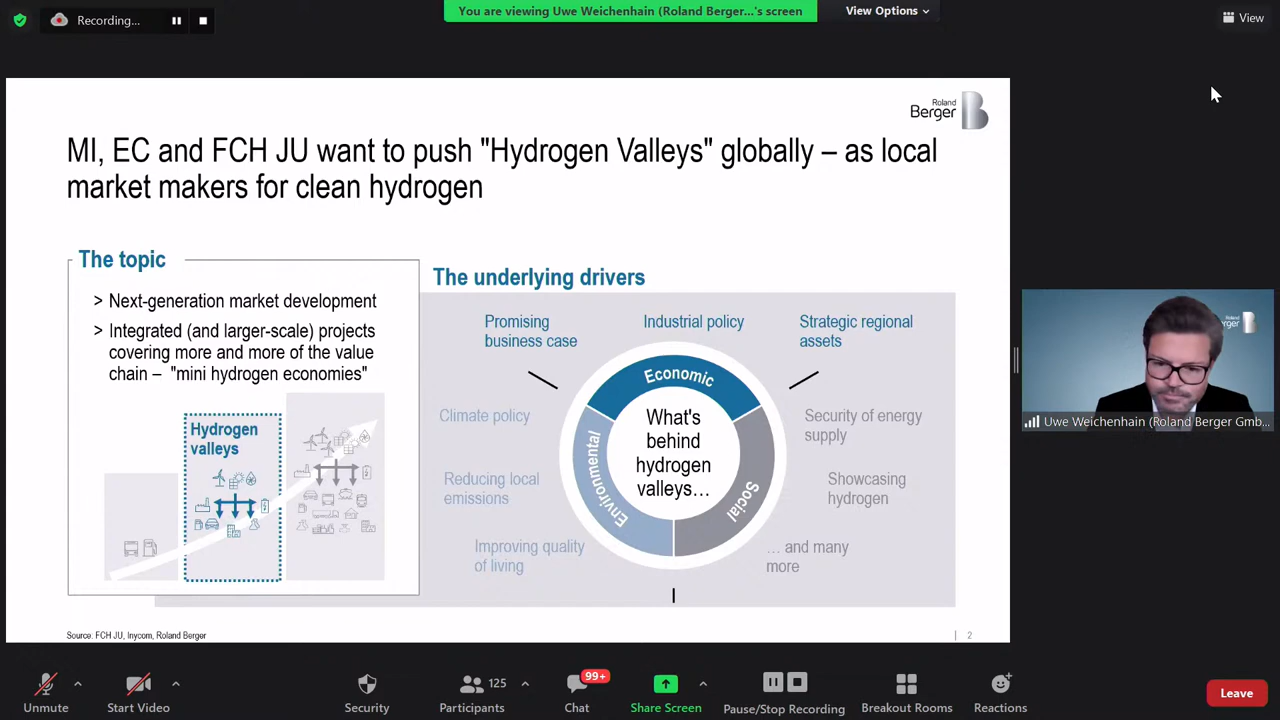 Recording...
You are viewing Uwe Weichenhain (Roland Berger...'s screen
View Options
View
Roland
Berger
MI, EC and FCH JU want to push "Hydrogen Valleys" globally – as local
market makers for clean hydrogen
The topic
> Next-generation market development
> Integrated (and larger-scale) projects
covering more and more of the value
chain – "mini hydrogen economies"
Hydrogen
valleys
The underlying drivers
Promising
business case
Industrial policy
Strategic regional
assets
Climate policy
Reducing local
emissions
Improving quality
of living
Economic
Environmental
Social
What's
behind
hydrogen
valleys…
Security of energy
supply
Showcasing
hydrogen
… and many
more
Source: FCH JU, Inycom, Roland Berger
2
Berger
Uwe Weichenhain (Roland Berger Gmb...
Unmute
Start Video
Security
125
Participants
99+
Chat
Share Screen
Pause/Stop Recording
Breakout Rooms
Reactions
Leave